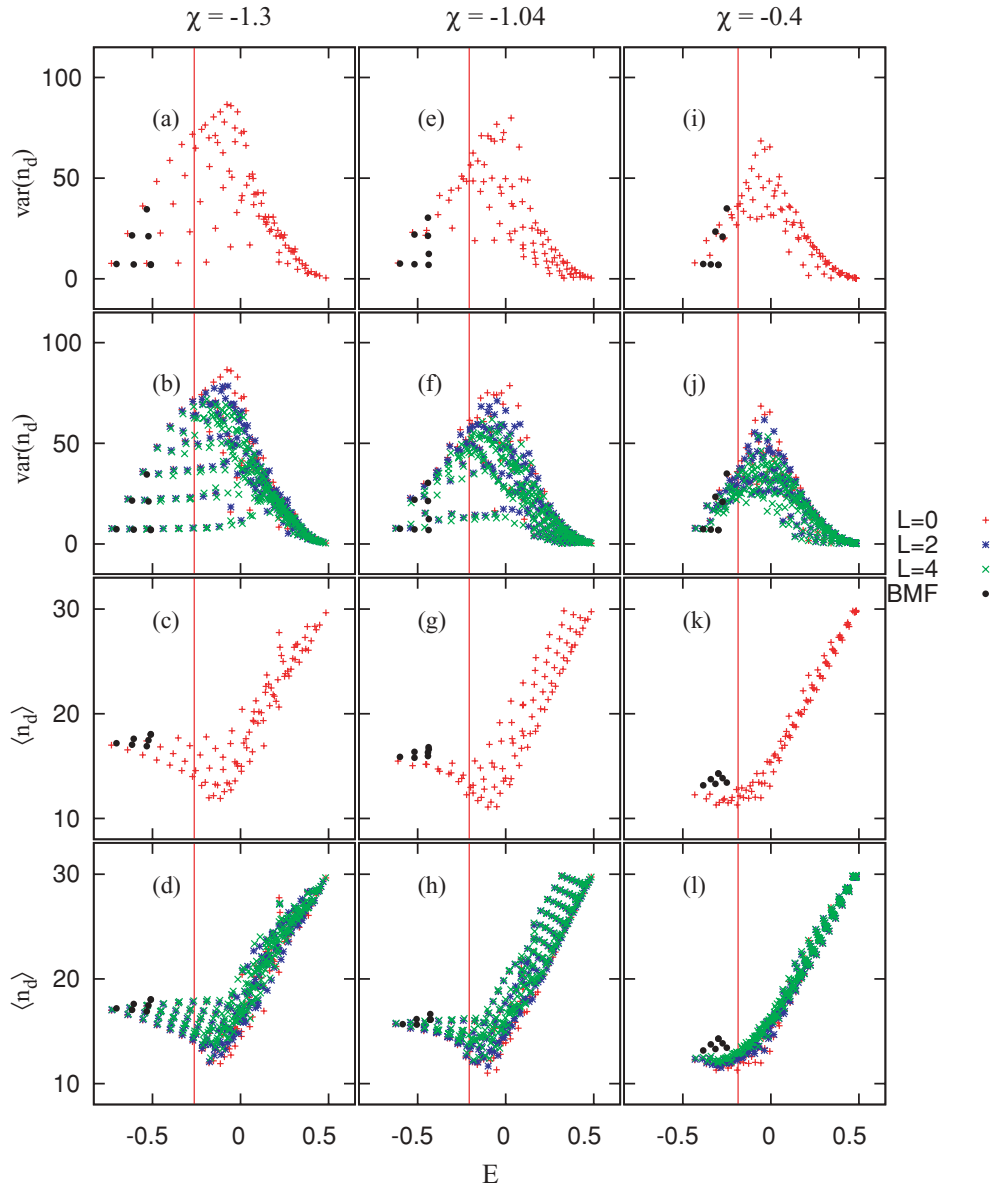 χ = -1.3 χ = -1.04 χ = -0.4
100
50
0
var(n_d)
(a) (e) (i)
100
50
0
var(n_d)
(b) (f) (j)
L=0
L=2
L=4
BMF
30
20
10
⟨n_d⟩
(c) (g) (k)
30
20
10
⟨n_d⟩
(d) (h) (l)
-0.5 0 0.5 -0.5 0 0.5 -0.5 0 0.5
E